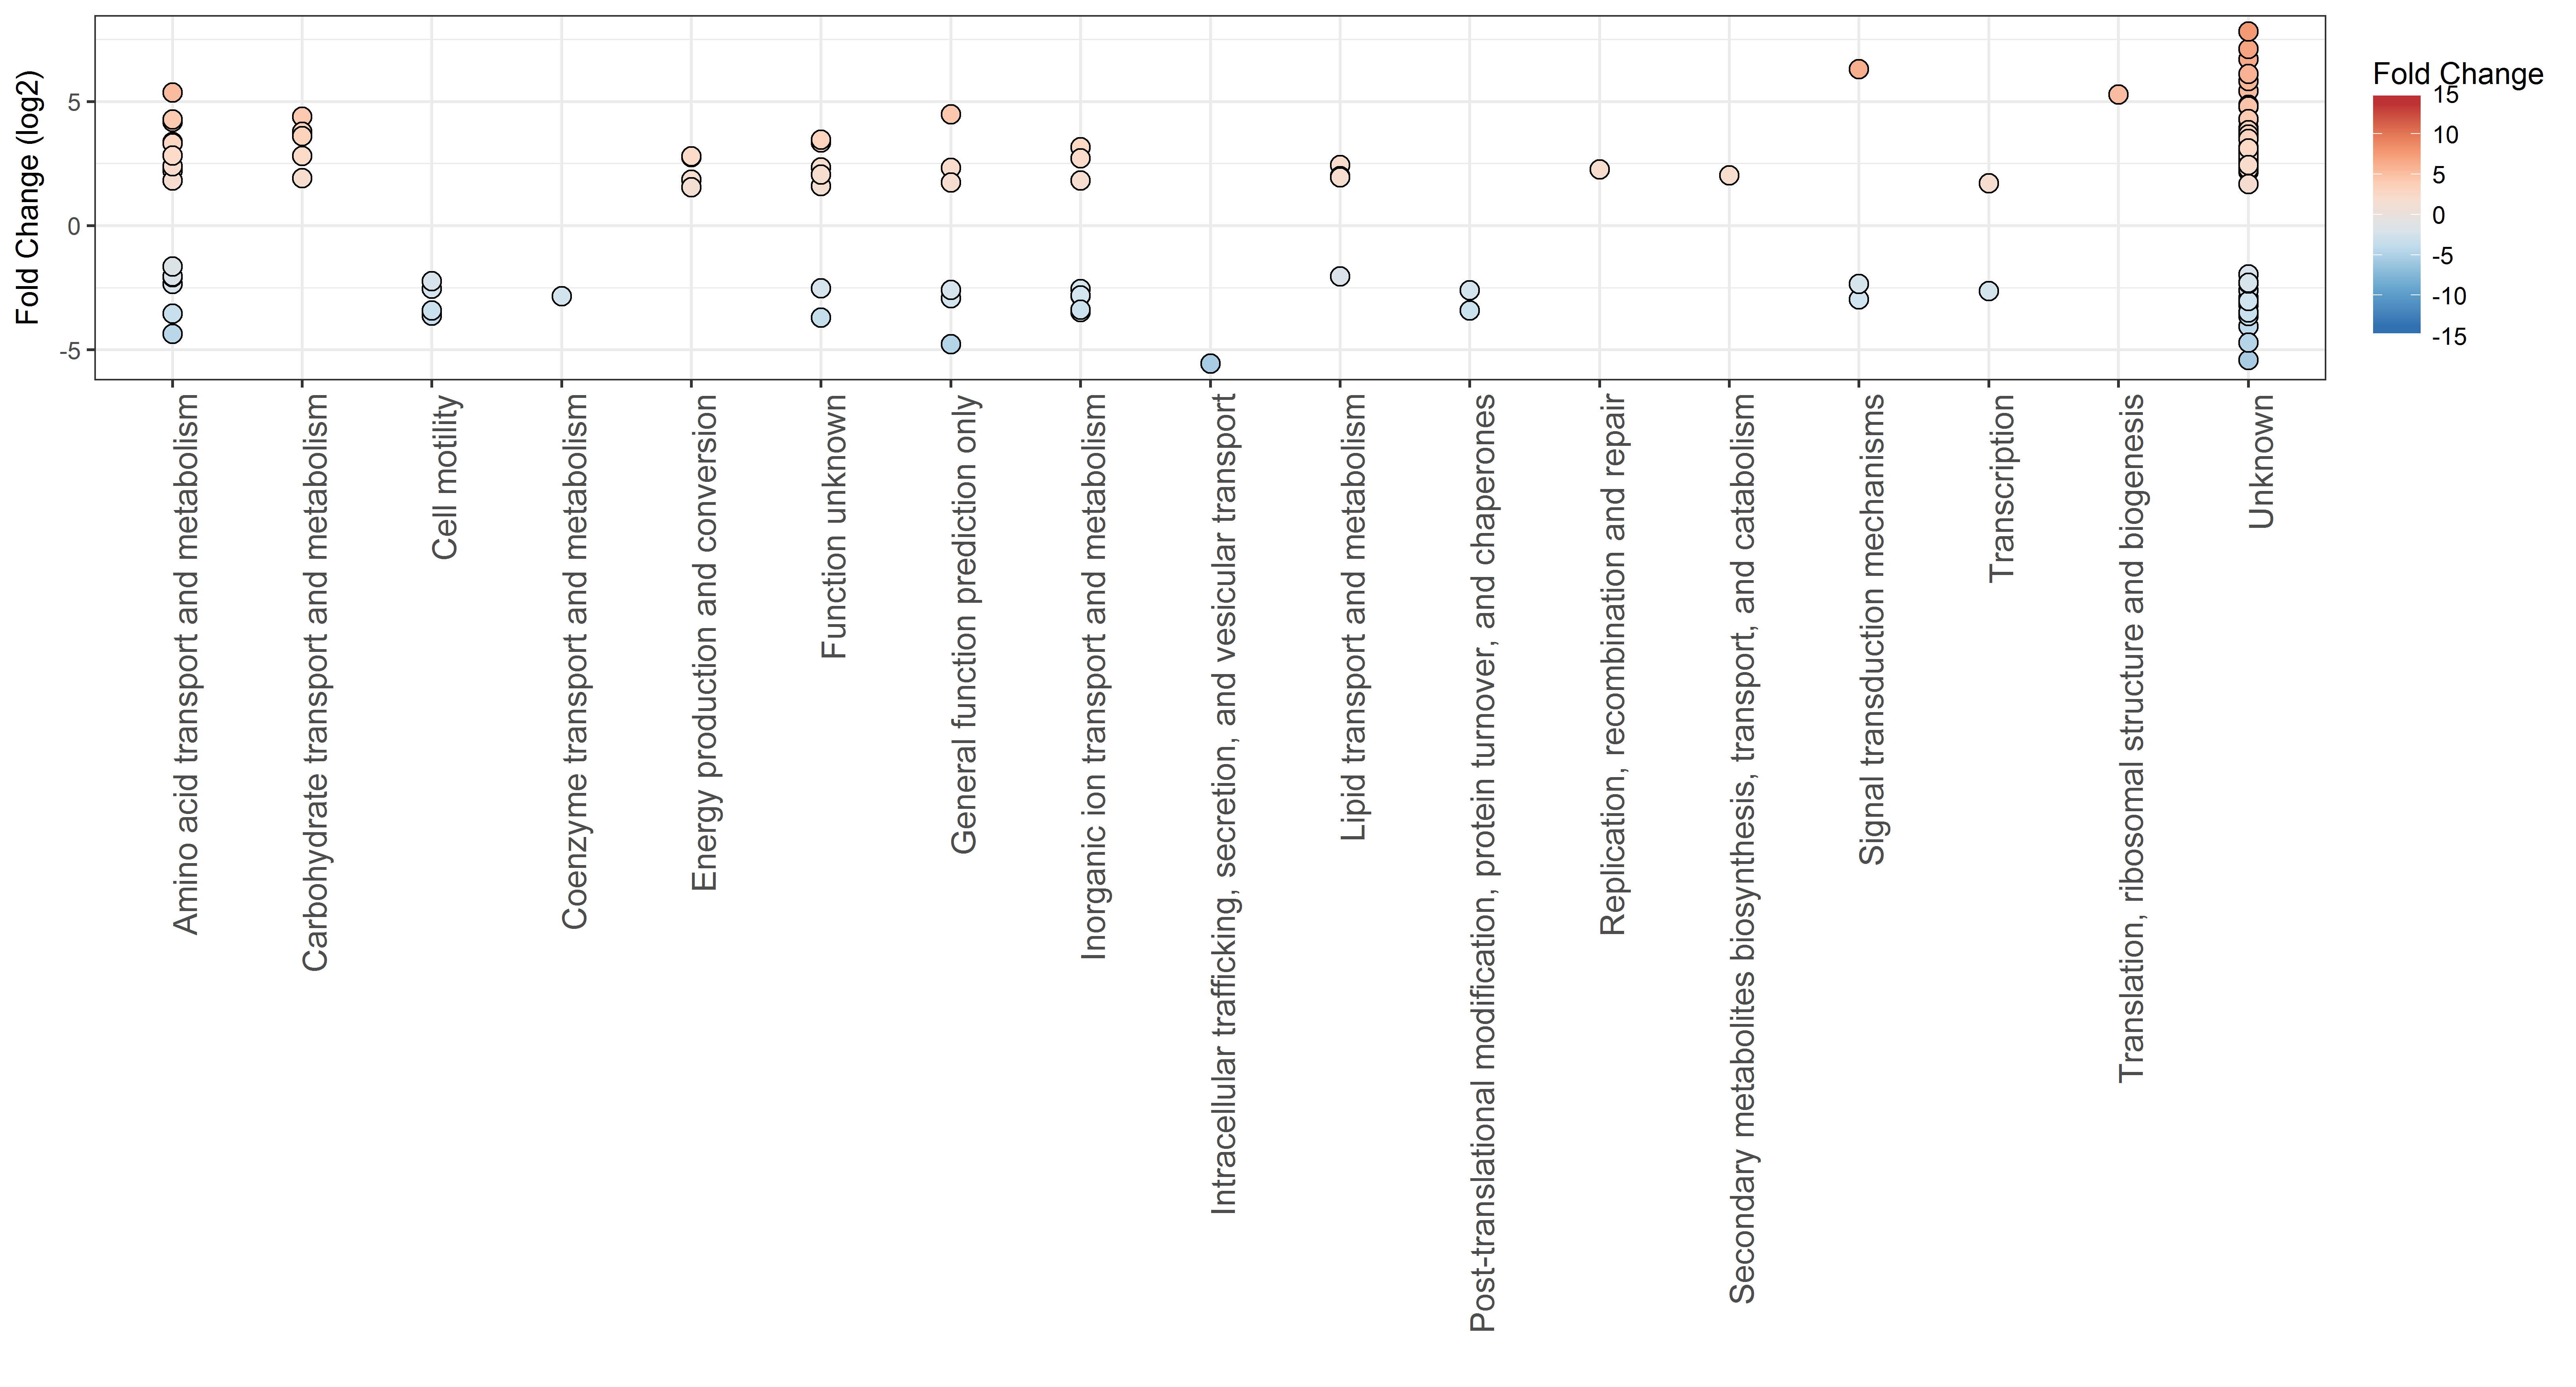 Fold Change (log2)
5
0
-5
Amino acid transport and metabolism
Carbohydrate transport and metabolism
Cell motility
Coenzyme transport and metabolism
Energy production and conversion
Function unknown
General function prediction only
Inorganic ion transport and metabolism
Intracellular trafficking, secretion, and vesicular transport
Lipid transport and metabolism
Post-translational modification, protein turnover, and chaperones
Replication, recombination and repair
Secondary metabolites biosynthesis, transport, and catabolism
Signal transduction mechanisms
Transcription
Translation, ribosomal structure and biogenesis
Unknown
Fold Change
15
10
5
0
-5
-10
-15